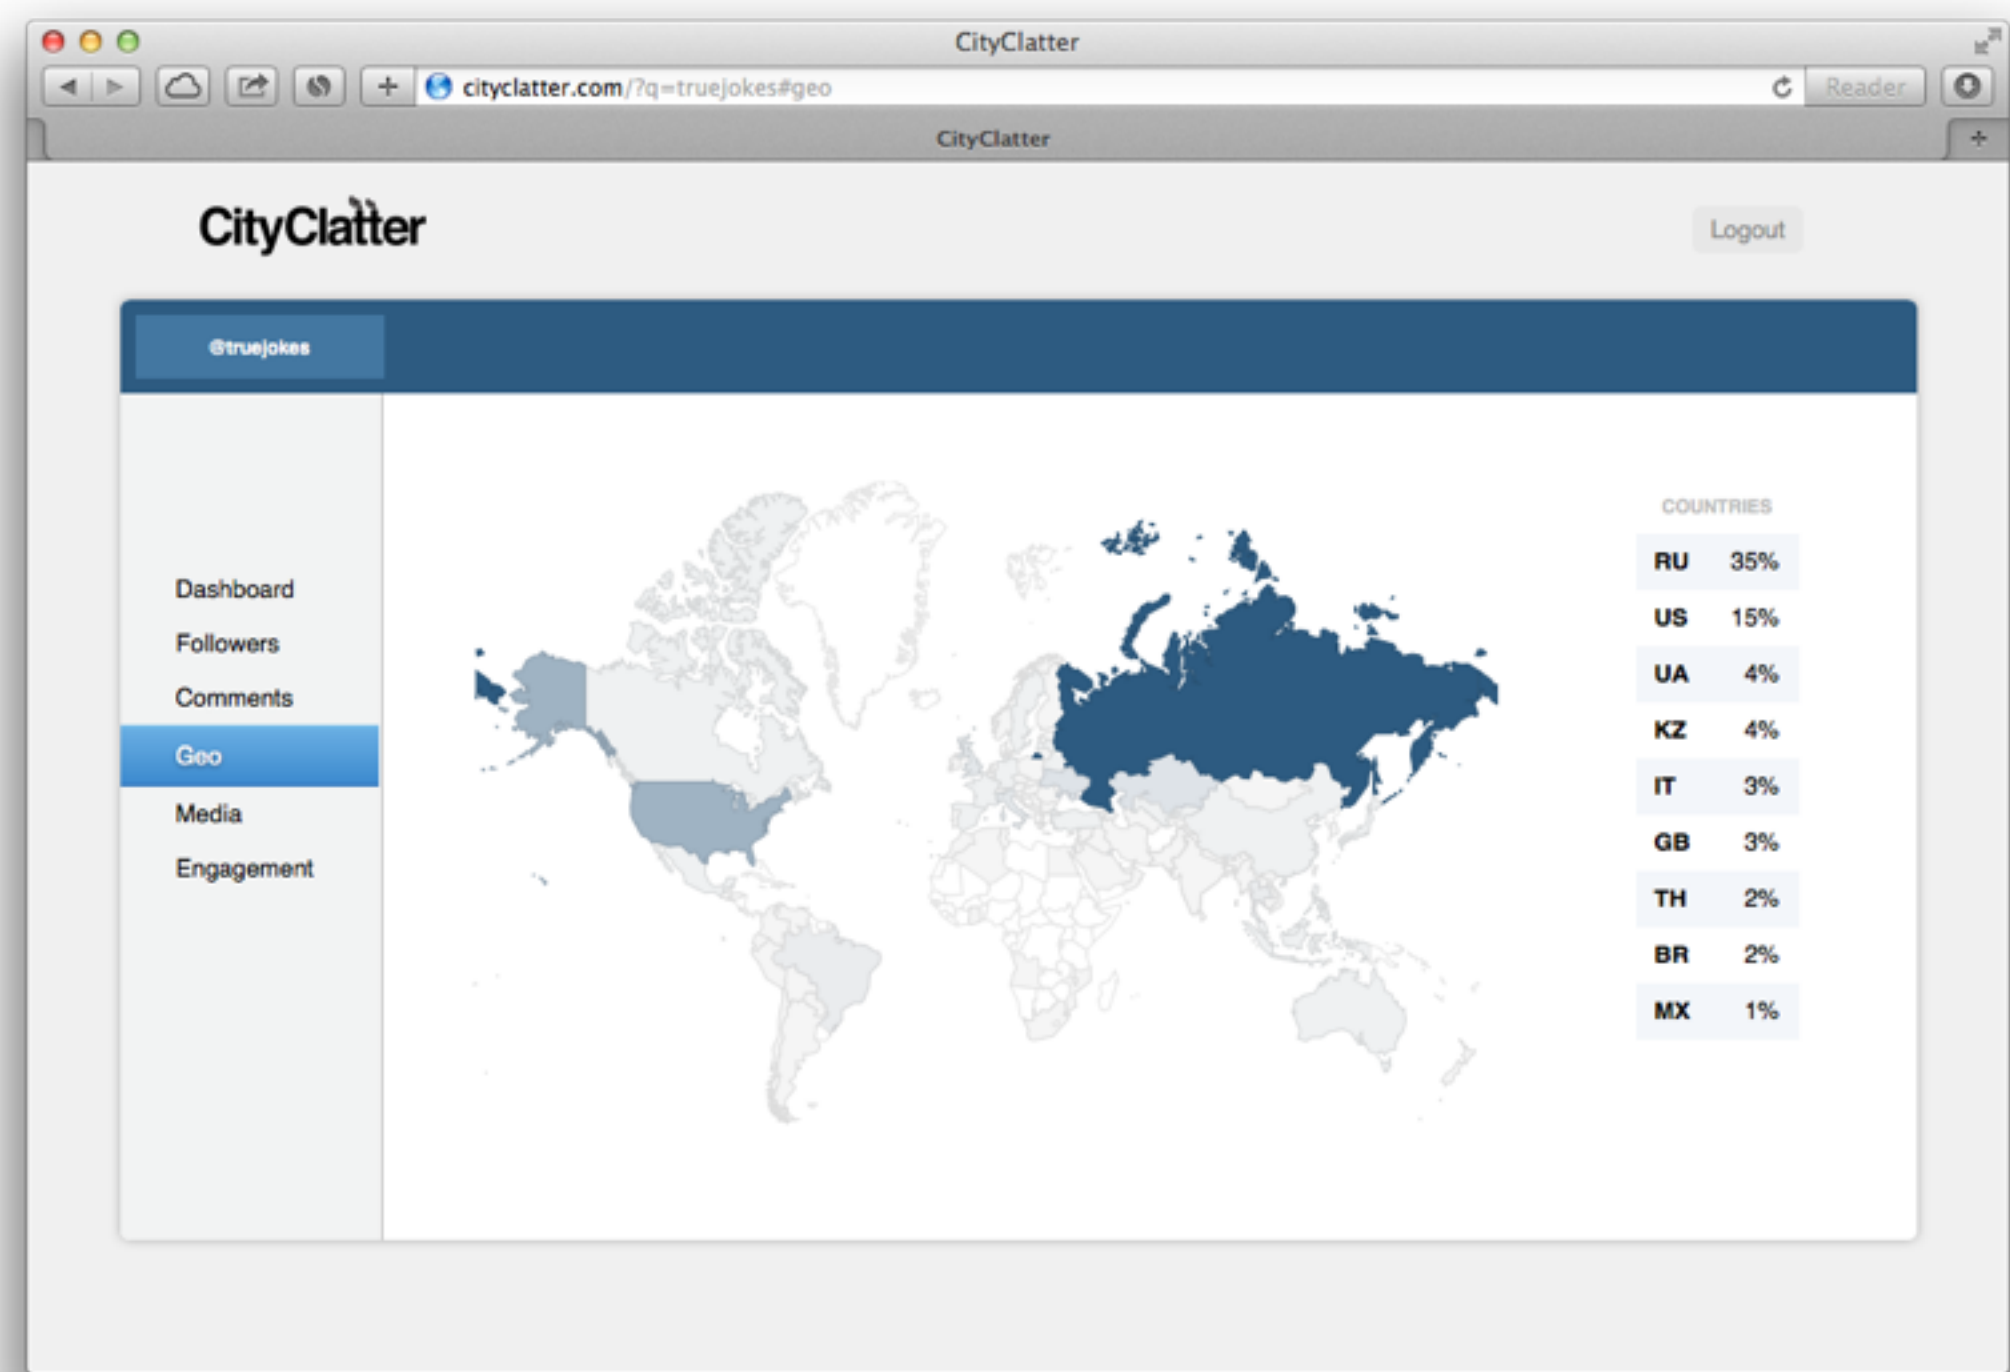 CityClatter
cityclatter.com/?q=truejokes#geo
Reader
CityClatter
CityClatter
Logout
@truejokes
Dashboard
Followers
Comments
Geo
Media
Engagement
COUNTRIES
RU 35%
US 15%
UA 4%
KZ 4%
IT 3%
GB 3%
TH 2%
BR 2%
MX 1%